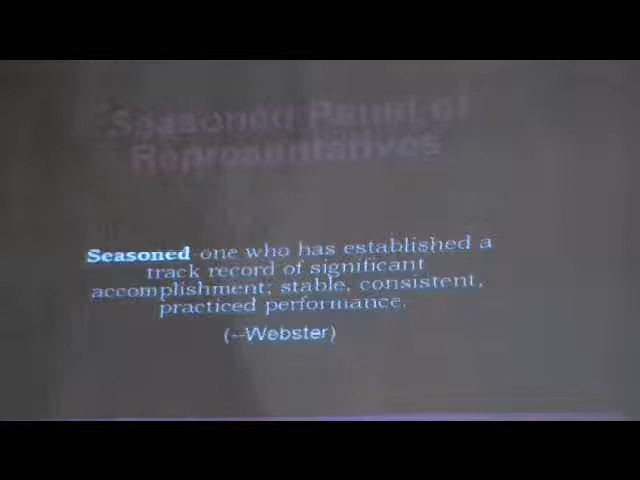 Seasoned Panel of
Representatives
Seasoned-one who has established a
track record of significant
accomplishment; stable, consistent,
practiced performance.
(--Webster)